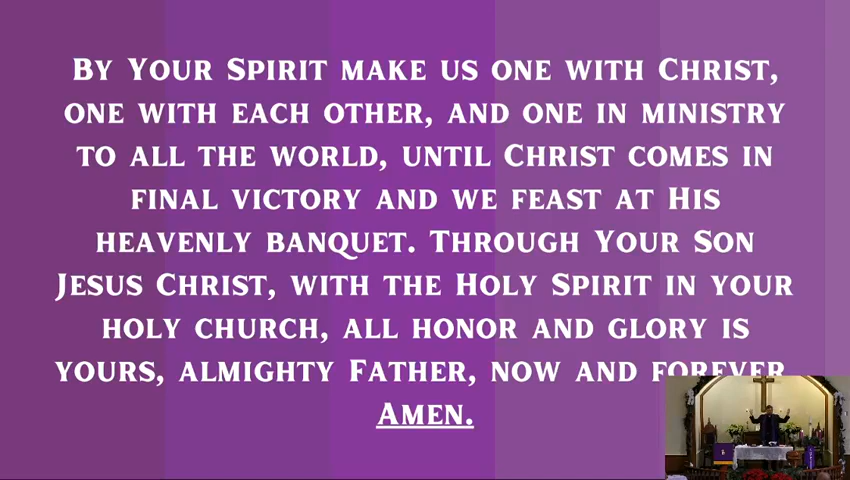 By Your Spirit make us one with Christ,
one with each other, and one in ministry
to all the world, until Christ comes in
final victory and we feast at His
heavenly banquet. Through Your Son
Jesus Christ, with the Holy Spirit in your
holy church, all honor and glory is
yours, almighty Father, now and forever.
Amen.